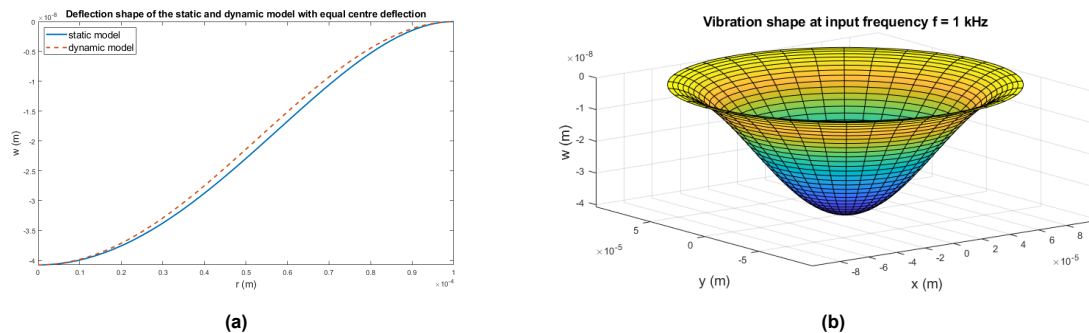 Deflection shape of the static and dynamic model with equal centre deflection
×10⁻⁸
0
-0.5
-1
-1.5
-2
-2.5
-3
-3.5
-4
w (m)
static model
dynamic model
0 0.1 0.2 0.3 0.4 0.5 0.6 0.7 0.8 0.9 1
r (m)
×10⁻⁴
(a)
Vibration shape at input frequency f = 1 kHz
×10⁻⁸
0
-1
-2
-3
-4
w (m)
5 0 -5
×10⁻⁵
y (m)
-8 -6 -4 -2 0 2 4 6 8
×10⁻⁵
x (m)
(b)